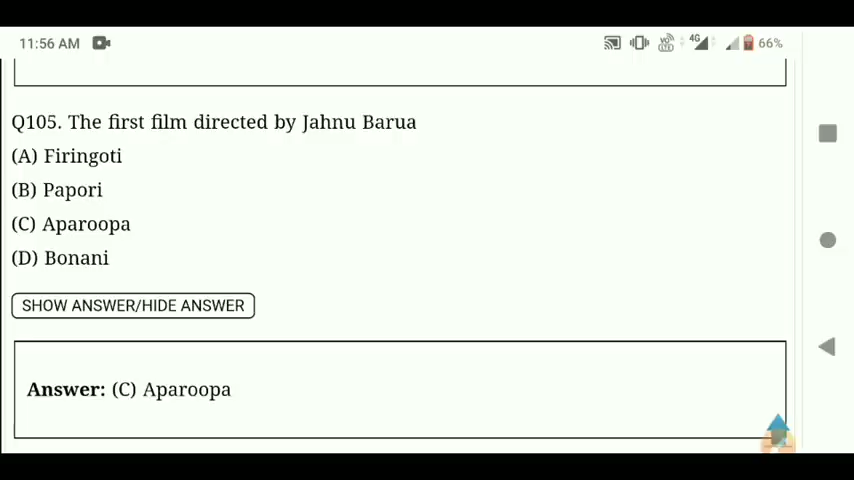 11:56 AM
4G
66%
Q105. The first film directed by Jahnu Barua
(A) Firingoti
(B) Papori
(C) Aparoopa
(D) Bonani
SHOW ANSWER/HIDE ANSWER
Answer: (C) Aparoopa